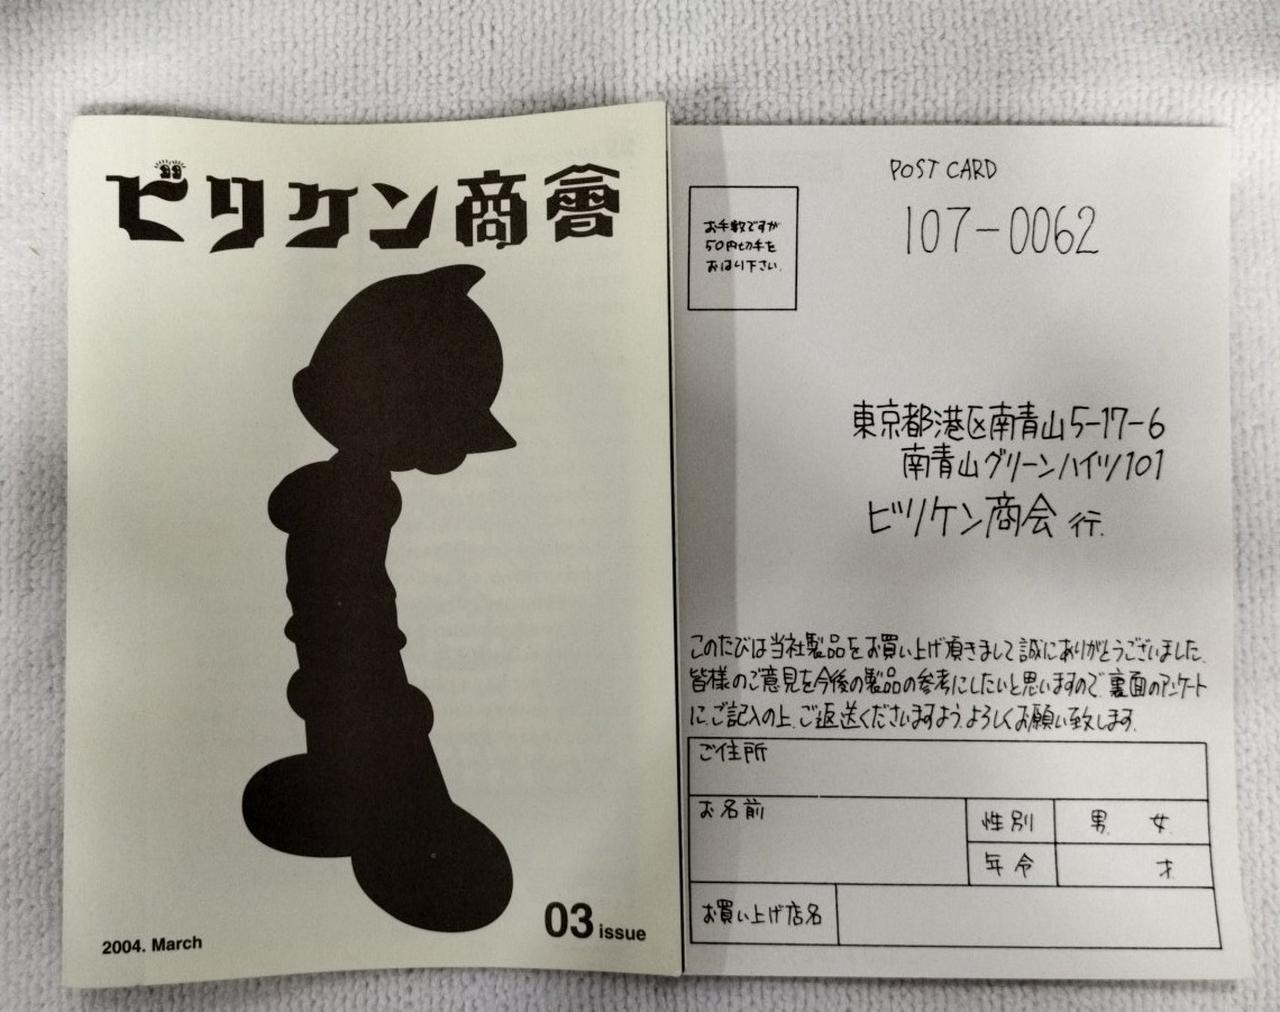 ビリケン商會
2004. March
03 issue
POST CARD
お手数ですが
50円切手を
おはり下さい.
107-0062
東京都港区南青山5-17-6
南青山グリーンハイツ101
ビリケン商会 行.
このたびは当社製品をお買い上げ頂きまして誠にありがとうございました.
皆様のご意見を今後の製品の参考にしたいと思いますので、裏面のアンケート
に、ご記入の上、ご返送くださいますよう、よろしくお願い致します.
ご住所
お名前
性別
男. 女.
年令
才.
お買い上げ店名